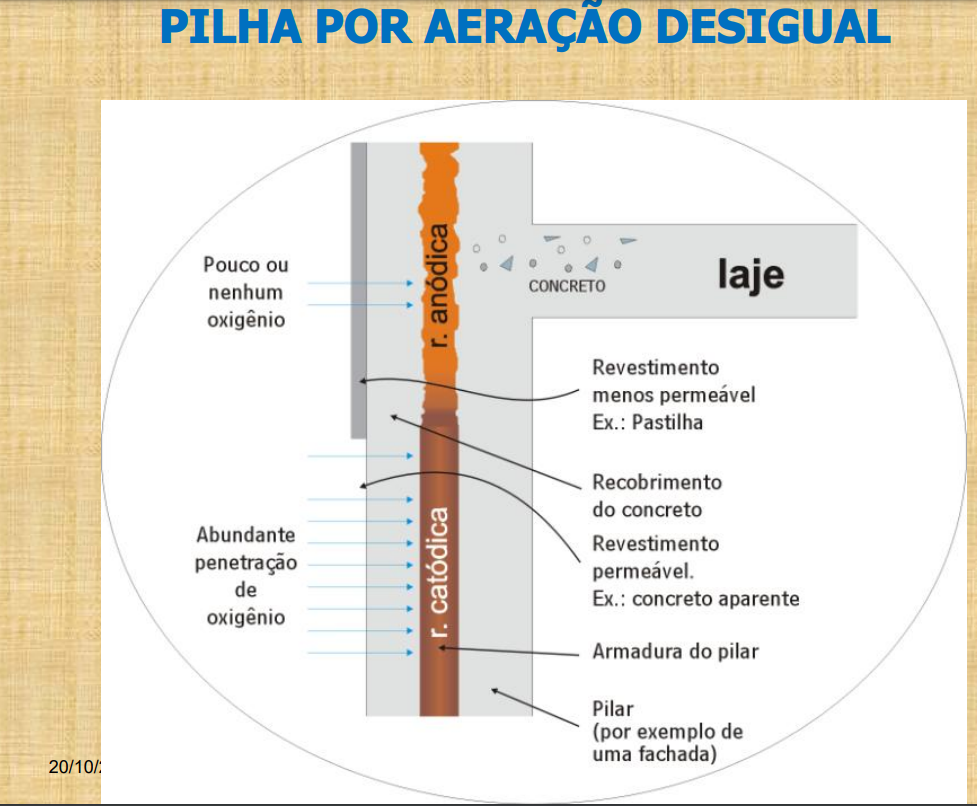 PILHA POR AERAÇÃO DESIGUAL
Pouco ou
nenhum
oxigênio
r. anódica
CONCRETO
laje
Revestimento
menos permeável
Ex.: Pastilha
Recobrimento
do concreto
Abundante
penetração
de
oxigênio
r. catódica
Revestimento
permeável.
Ex.: concreto aparente
Armadura do pilar
Pilar
(por exemplo de
uma fachada)
20/10/